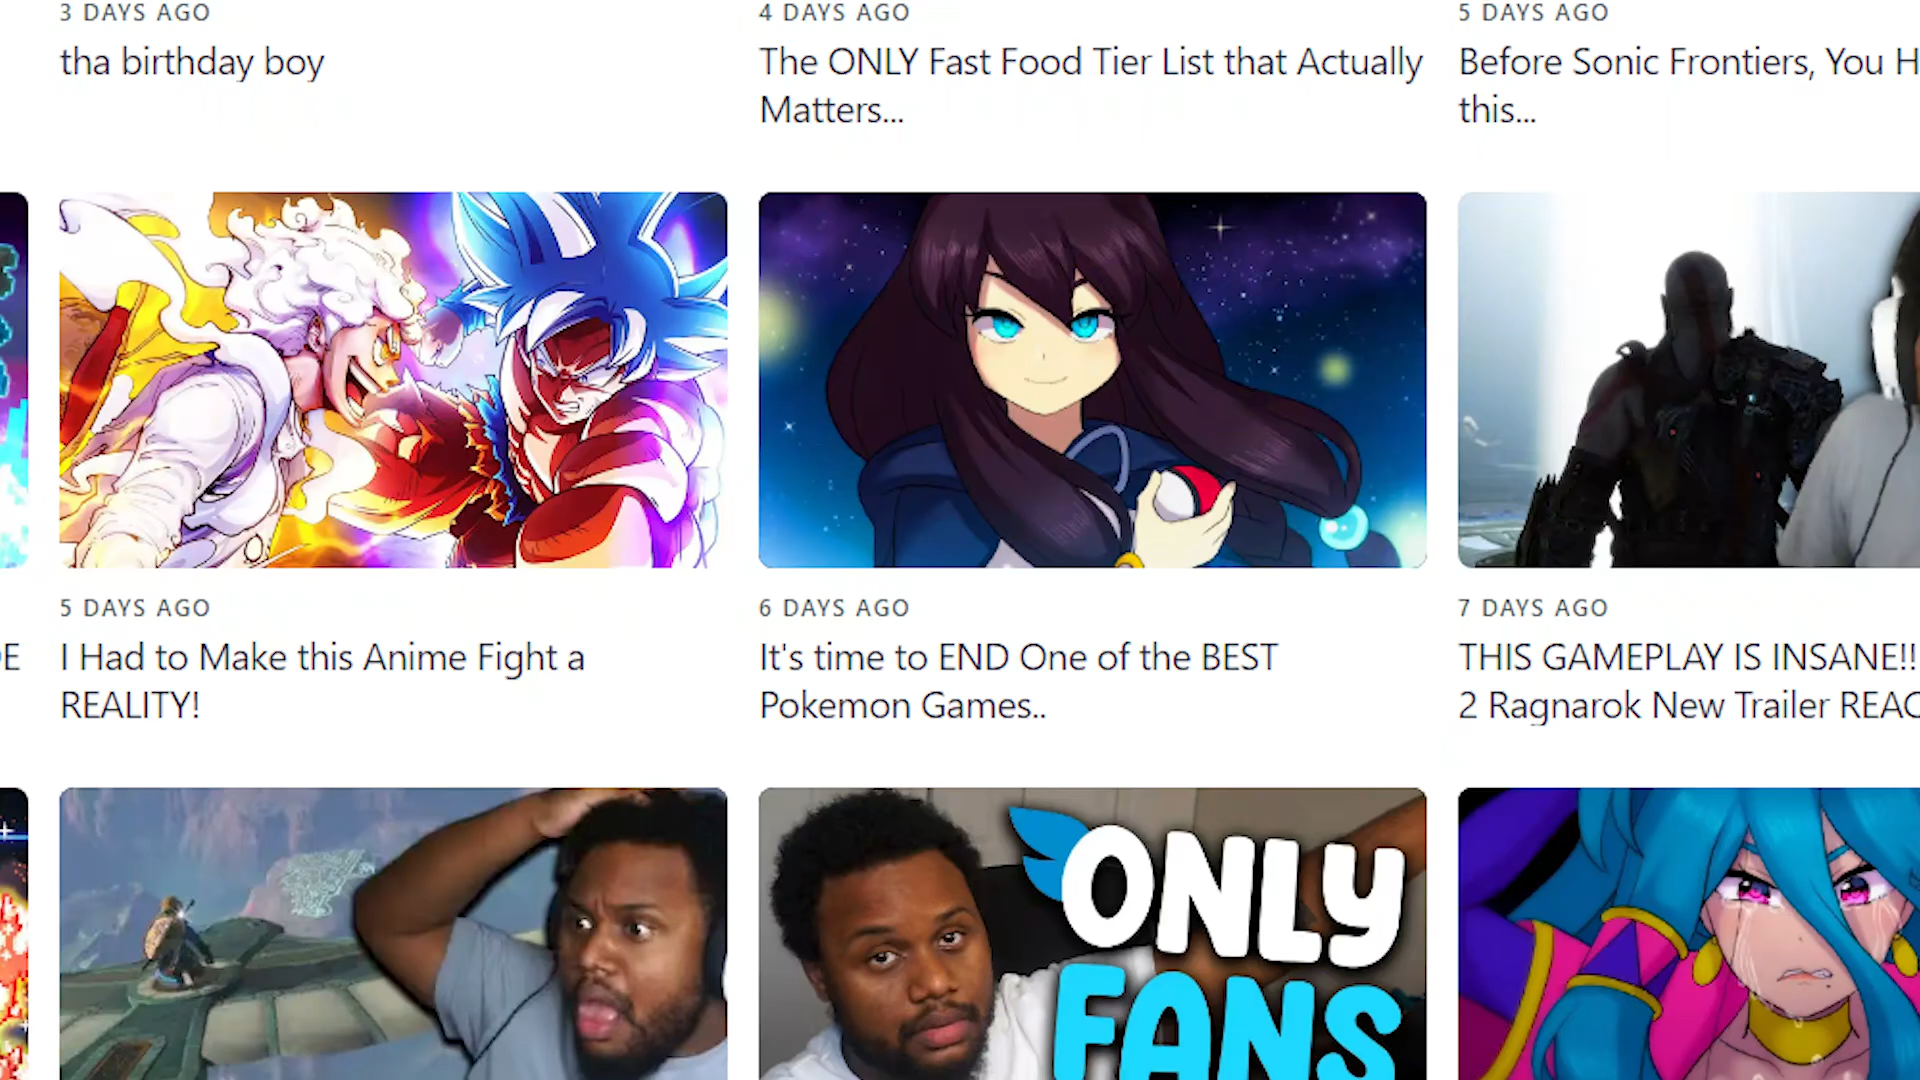 3 DAYS AGO
tha birthday boy
4 DAYS AGO
The ONLY Fast Food Tier List that Actually
Matters...
5 DAYS AGO
Before Sonic Frontiers, You H
this...
5 DAYS AGO
I Had to Make this Anime Fight a
REALITY!
6 DAYS AGO
It's time to END One of the BEST
Pokemon Games..
7 DAYS AGO
THIS GAMEPLAY IS INSANE!!
2 Ragnarok New Trailer REAC
E
ONLY
FANS